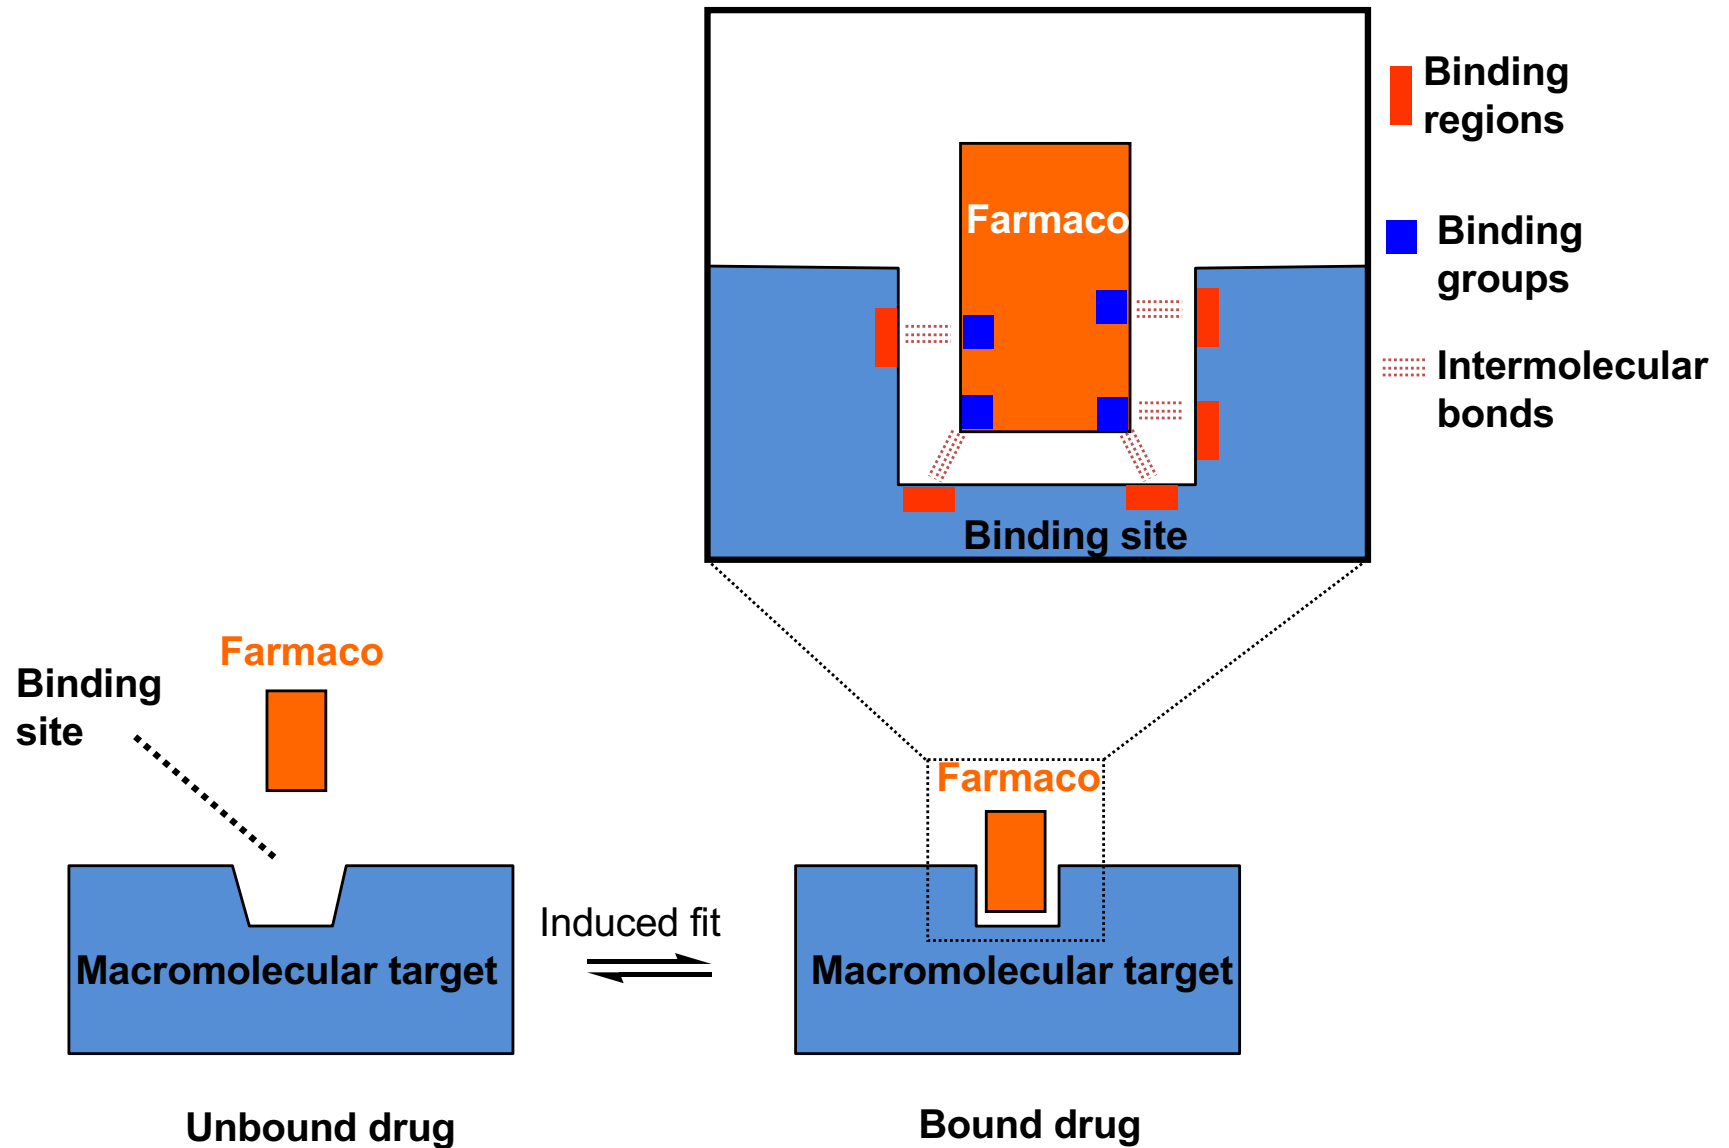 Binding
regions
Farmaco
Binding
groups
Intermolecular
bonds
Binding site
Farmaco
Binding
site
Farmaco
Induced fit
Macromolecular target
Macromolecular target
Unbound drug
Bound drug